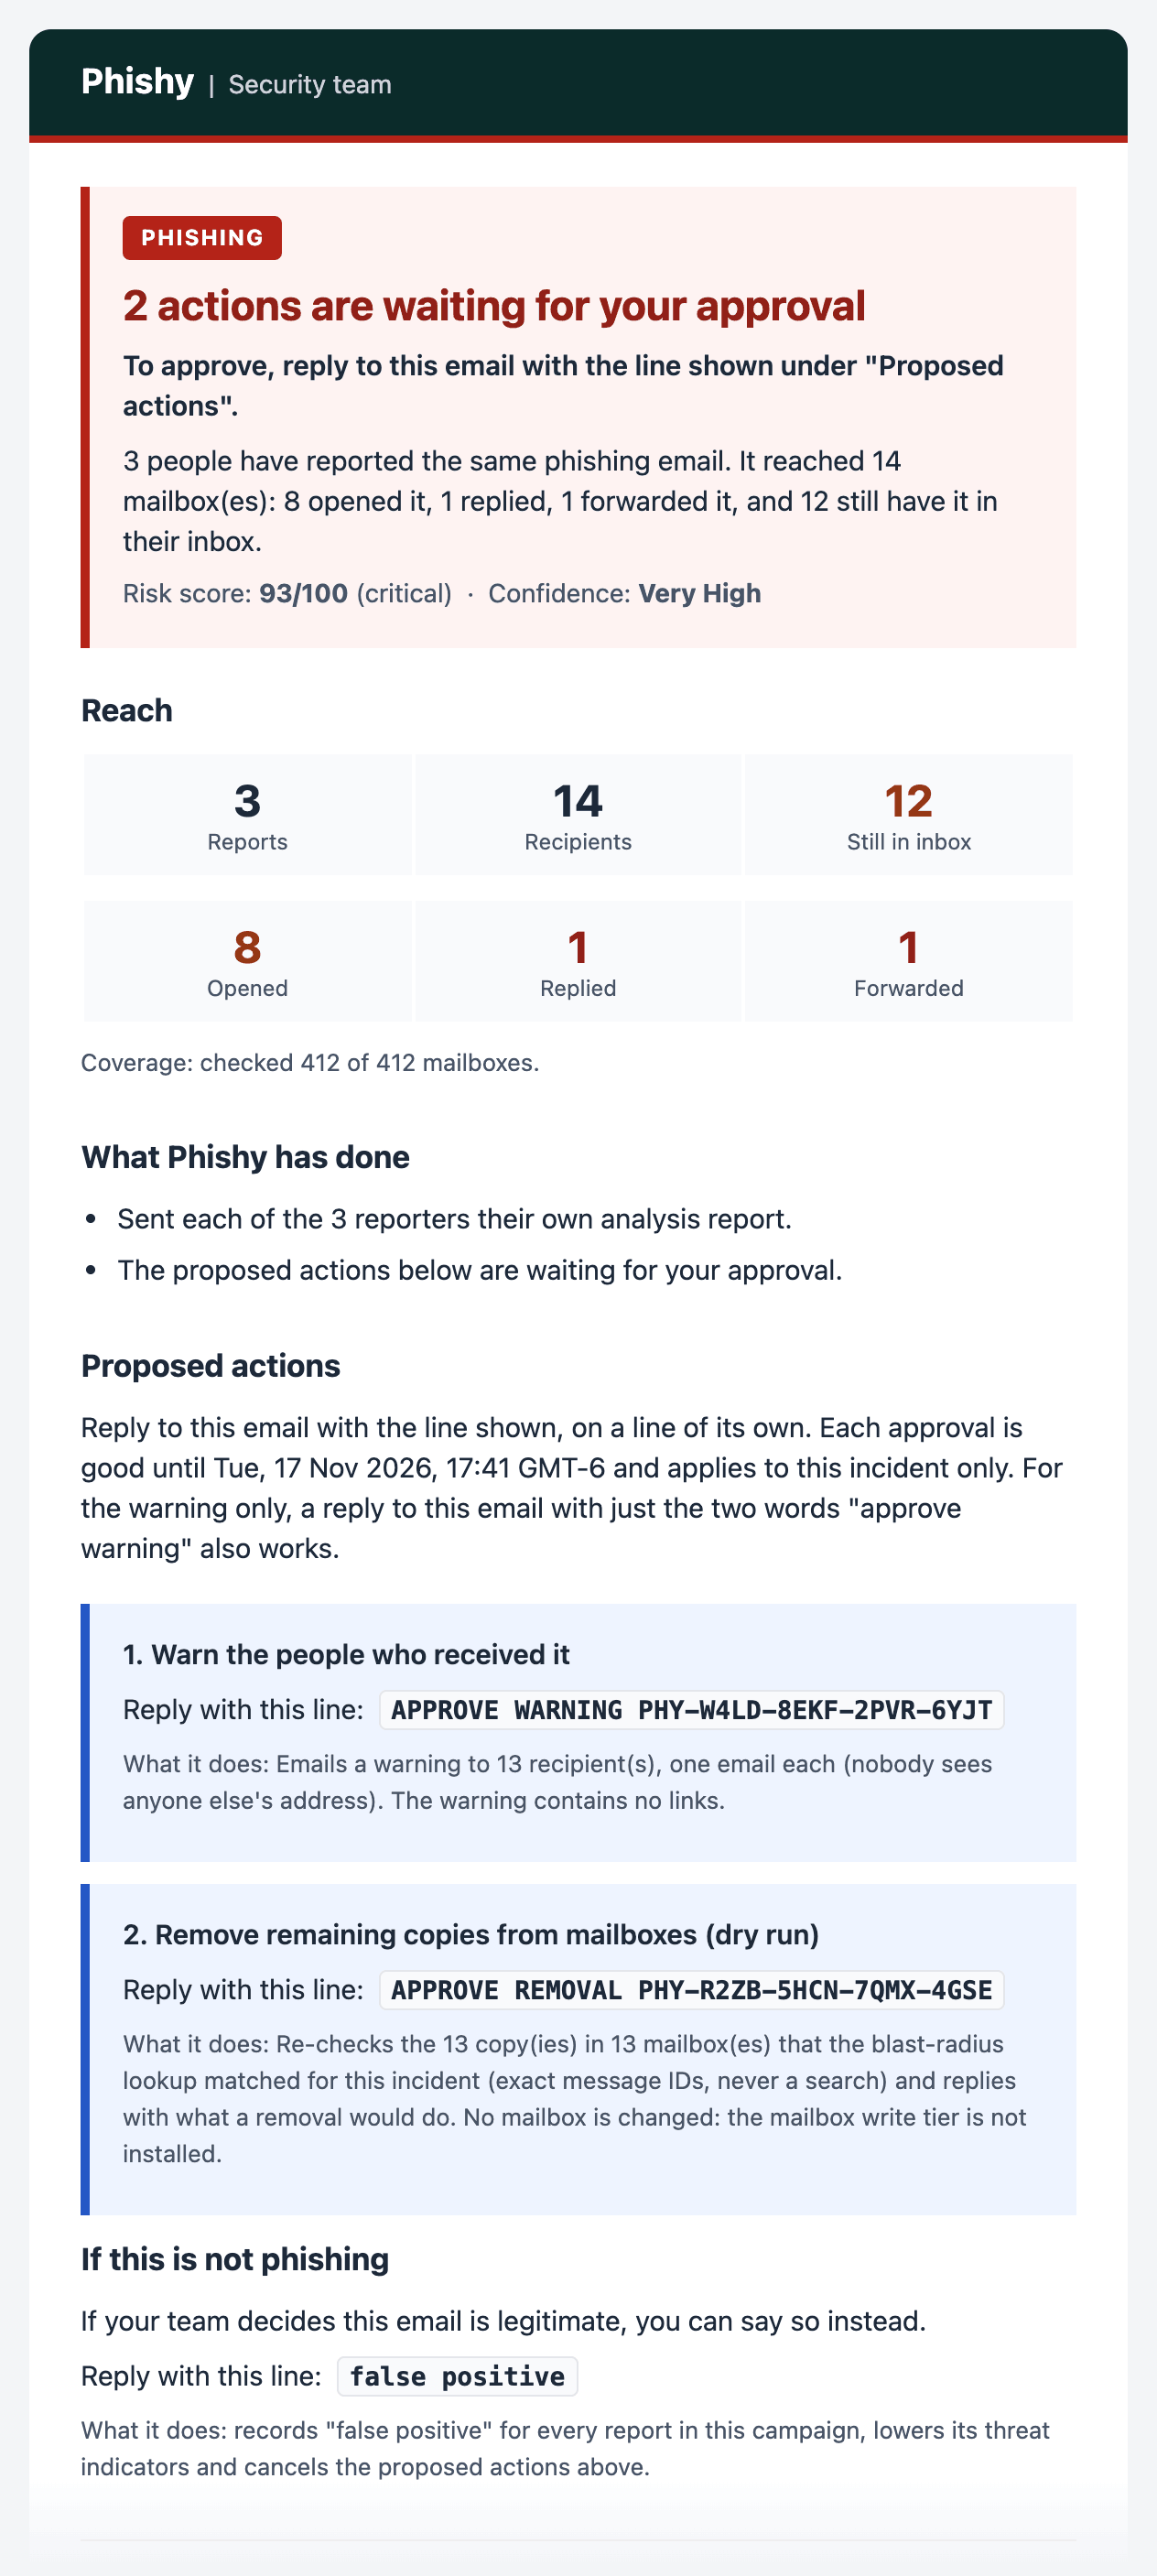 Phishy | Security team
PHISHING
2 actions are waiting for your approval
To approve, reply to this email with the line shown under "Proposed
actions".
3 people have reported the same phishing email. It reached 14
mailbox(es): 8 opened it, 1 replied, 1 forwarded it, and 12 still have it in
their inbox.
Risk score: 93/100 (critical) · Confidence: Very High
Reach
3
Reports
14
Recipients
12
Still in inbox
8
Opened
1
Replied
1
Forwarded
Coverage: checked 412 of 412 mailboxes.
What Phishy has done
• Sent each of the 3 reporters their own analysis report.
• The proposed actions below are waiting for your approval.
Proposed actions
Reply to this email with the line shown, on a line of its own. Each approval is
good until Tue, 17 Nov 2026, 17:41 GMT-6 and applies to this incident only. For
the warning only, a reply to this email with just the two words "approve
warning" also works.
1. Warn the people who received it
Reply with this line: APPROVE WARNING PHY-W4LD-8EKF-2PVR-6YJT
What it does: Emails a warning to 13 recipient(s), one email each (nobody sees
anyone else's address). The warning contains no links.
2. Remove remaining copies from mailboxes (dry run)
Reply with this line: APPROVE REMOVAL PHY-R2ZB-5HCN-7QMX-4GSE
What it does: Re-checks the 13 copy(ies) in 13 mailbox(es) that the blast-radius
lookup matched for this incident (exact message IDs, never a search) and replies
with what a removal would do. No mailbox is changed: the mailbox write tier is not
installed.
If this is not phishing
If your team decides this email is legitimate, you can say so instead.
Reply with this line: false positive
What it does: records "false positive" for every report in this campaign, lowers its threat
indicators and cancels the proposed actions above.